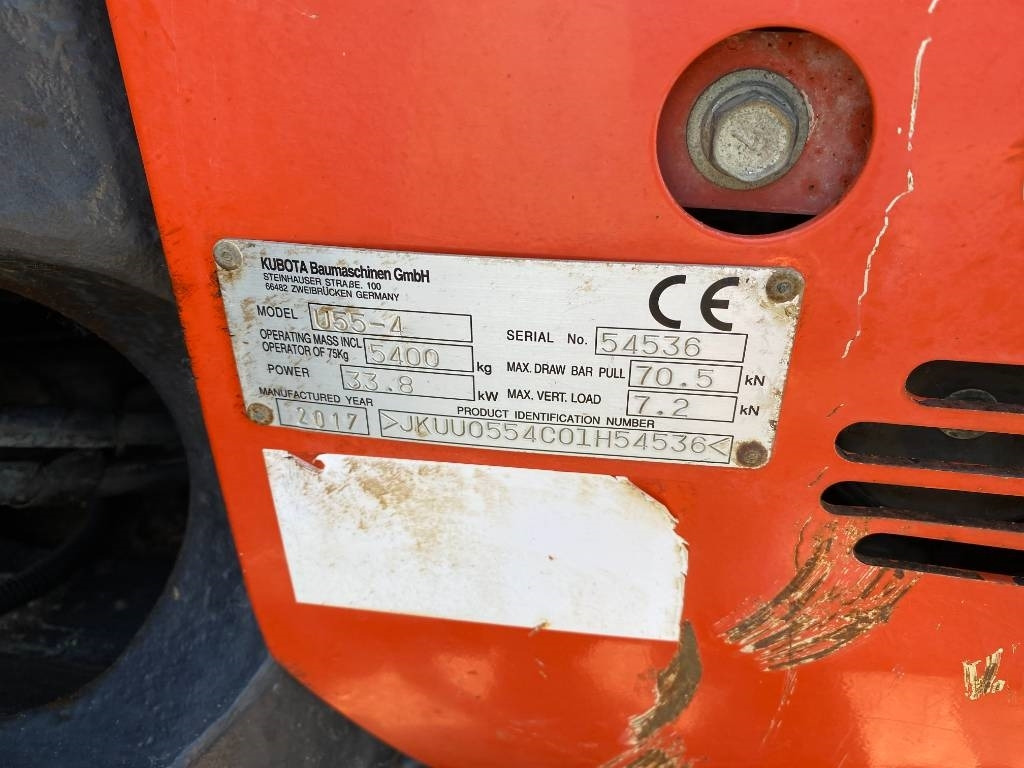 KUBOTA Baumaschinen GmbH
STEINHAUSER STRAßE. 100
66482 ZWEIBRÜCKEN GERMANY
CE
MODEL U55-4
SERIAL No. 54536
OPERATING MASS INCL
OPERATOR OF 75Kg 5400 kg
MAX. DRAW BAR PULL 70.5 kN
POWER 33.8 kW
MAX. VERT. LOAD 7.2 kN
MANUFACTURED YEAR
2017
PRODUCT IDENTIFICATION NUMBER
>JKUU0554C01H54536<